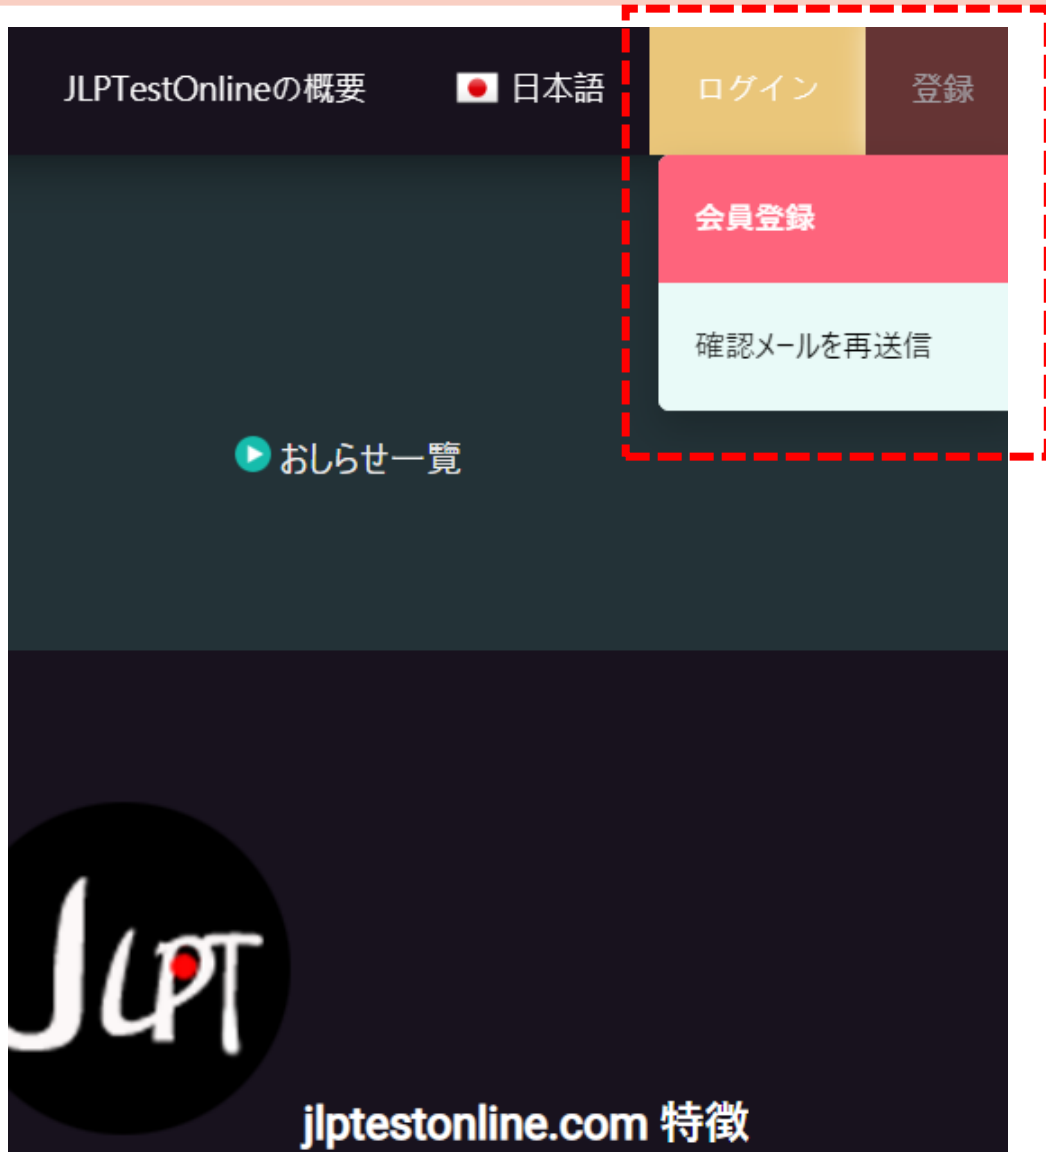 JLPTestOnlineの概要 日本語 ログイン 登録
会員登録
確認メールを再送信
おしらせ一覧
JLPT
jlptestonline.com 特徴